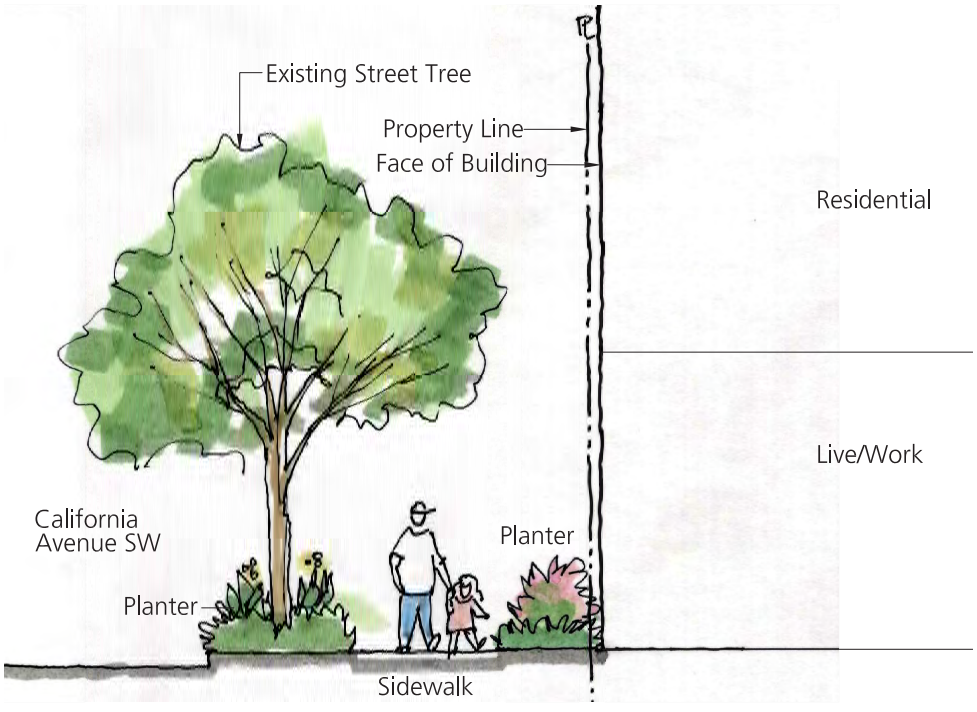 PL
Existing Street Tree
Property Line
Face of Building
Residential
Live/Work
California
Avenue SW
Planter
Planter
Sidewalk